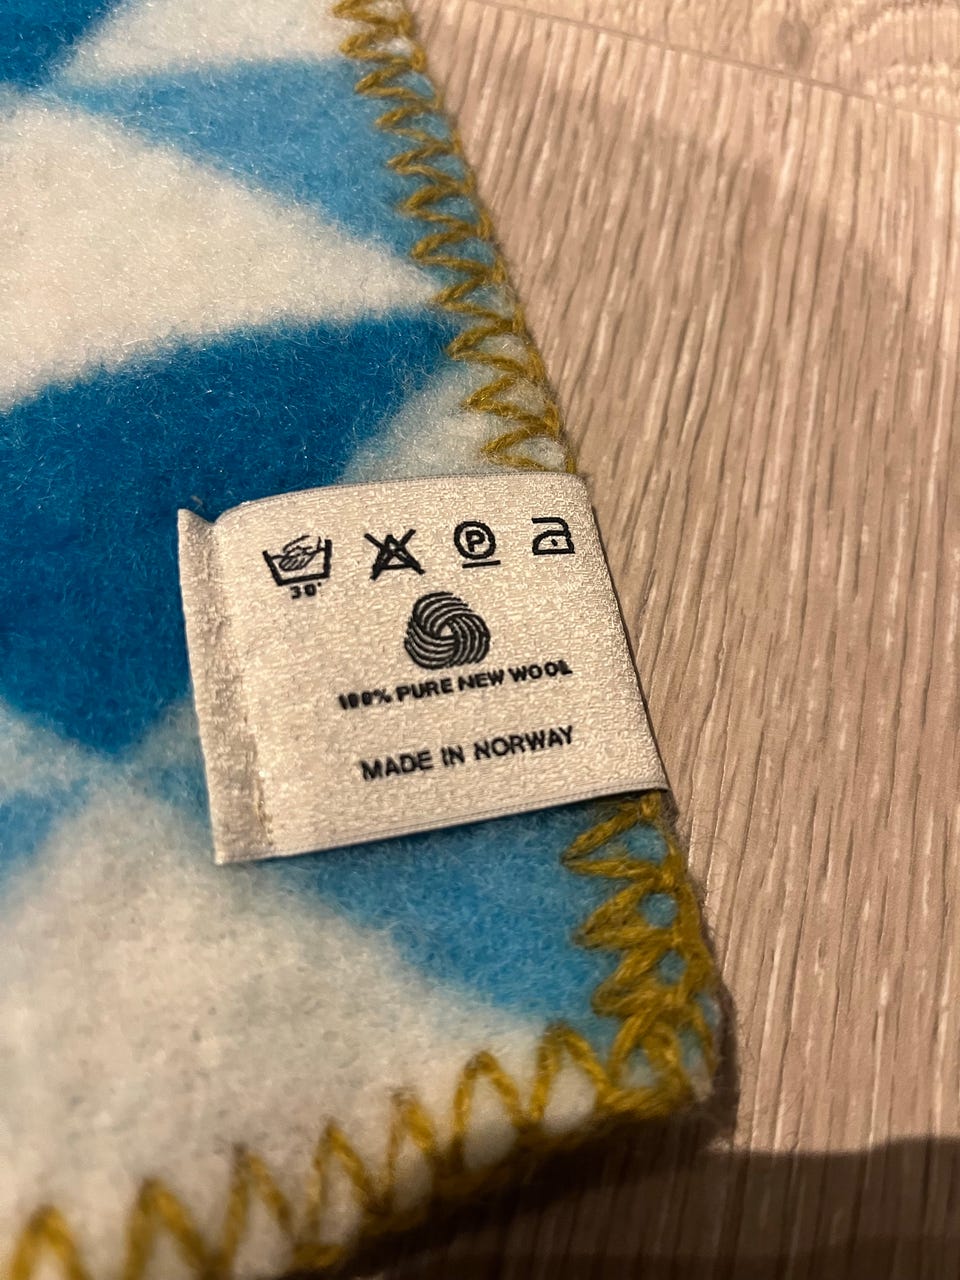 30°
P
100% PURE NEW WOOL
MADE IN NORWAY